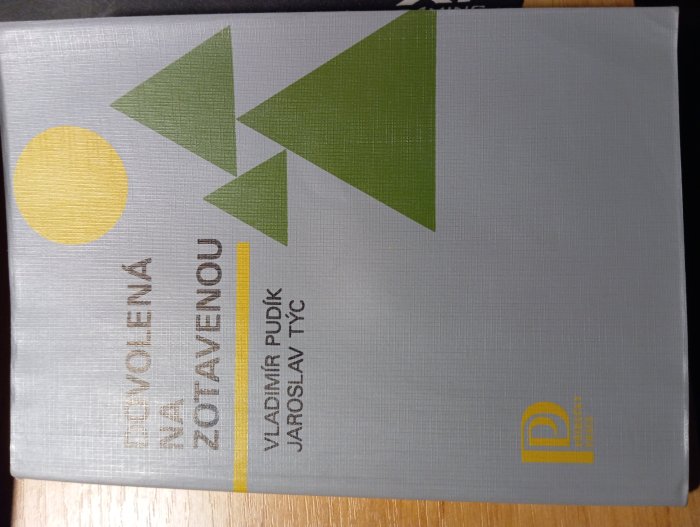 DOVOLENÁ
NA
ZOTAVENOU
VLADIMÍR PUDÍK
JAROSLAV TÝC